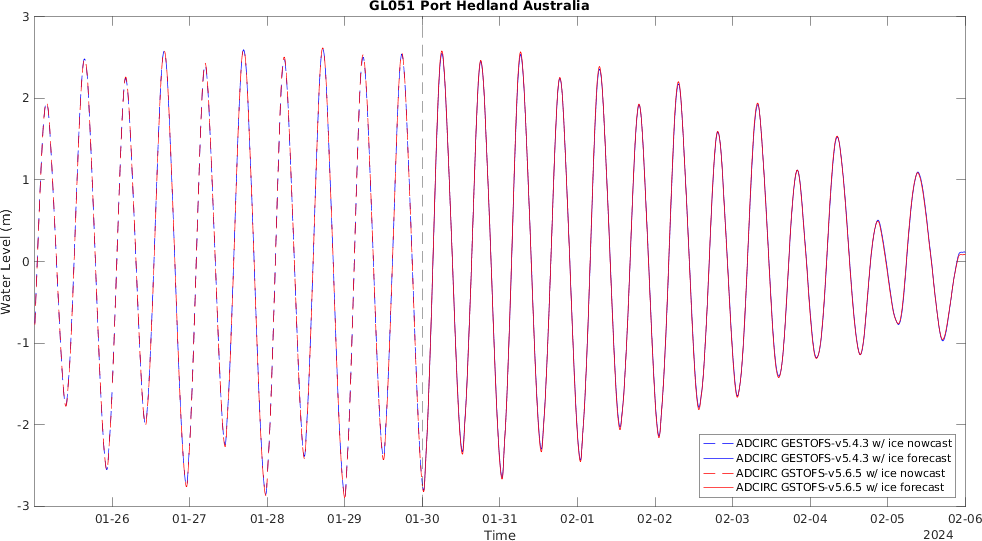 GL051 Port Hedland Australia
3
2
1
0
-1
-2
-3
Water Level (m)
ADCIRC GESTOFS-v5.4.3 w/ ice nowcast
ADCIRC GESTOFS-v5.4.3 w/ ice forecast
ADCIRC GSTOFS-v5.6.5 w/ ice nowcast
ADCIRC GSTOFS-v5.6.5 w/ ice forecast
01-26 01-27 01-28 01-29 01-30 01-31 02-01 02-02 02-03 02-04 02-05 02-06
Time
2024